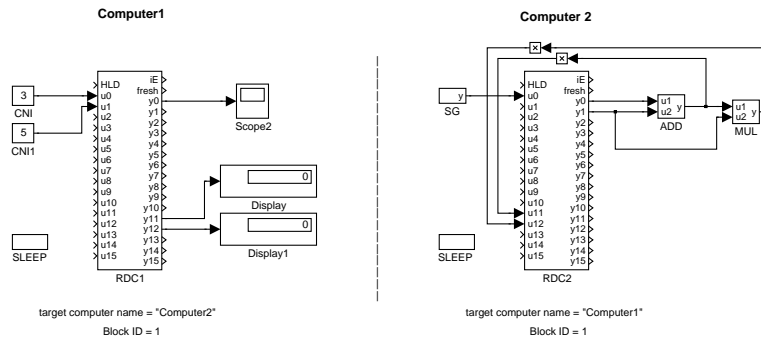 Computer1
3
CNI
5
CNI1
SLEEP
HLD
u0
u1
u2
u3
u4
u5
u6
u7
u8
u9
u10
u11
u12
u13
u14
u15
iE
fresh
y0
y1
y2
y3
y4
y5
y6
y7
y8
y9
y10
y11
y12
y13
y14
y15
RDC1
Scope2
0
Display
0
Display1
target computer name = "Computer2"
Block ID = 1
Computer 2
×
×
y
SG
SLEEP
HLD
u0
u1
u2
u3
u4
u5
u6
u7
u8
u9
u10
u11
u12
u13
u14
u15
iE
fresh
y0
y1
y2
y3
y4
y5
y6
y7
y8
y9
y10
y11
y12
y13
y14
y15
RDC2
u1
u2
y
ADD
u1
u2
y
MUL
target computer name = "Computer1"
Block ID = 1